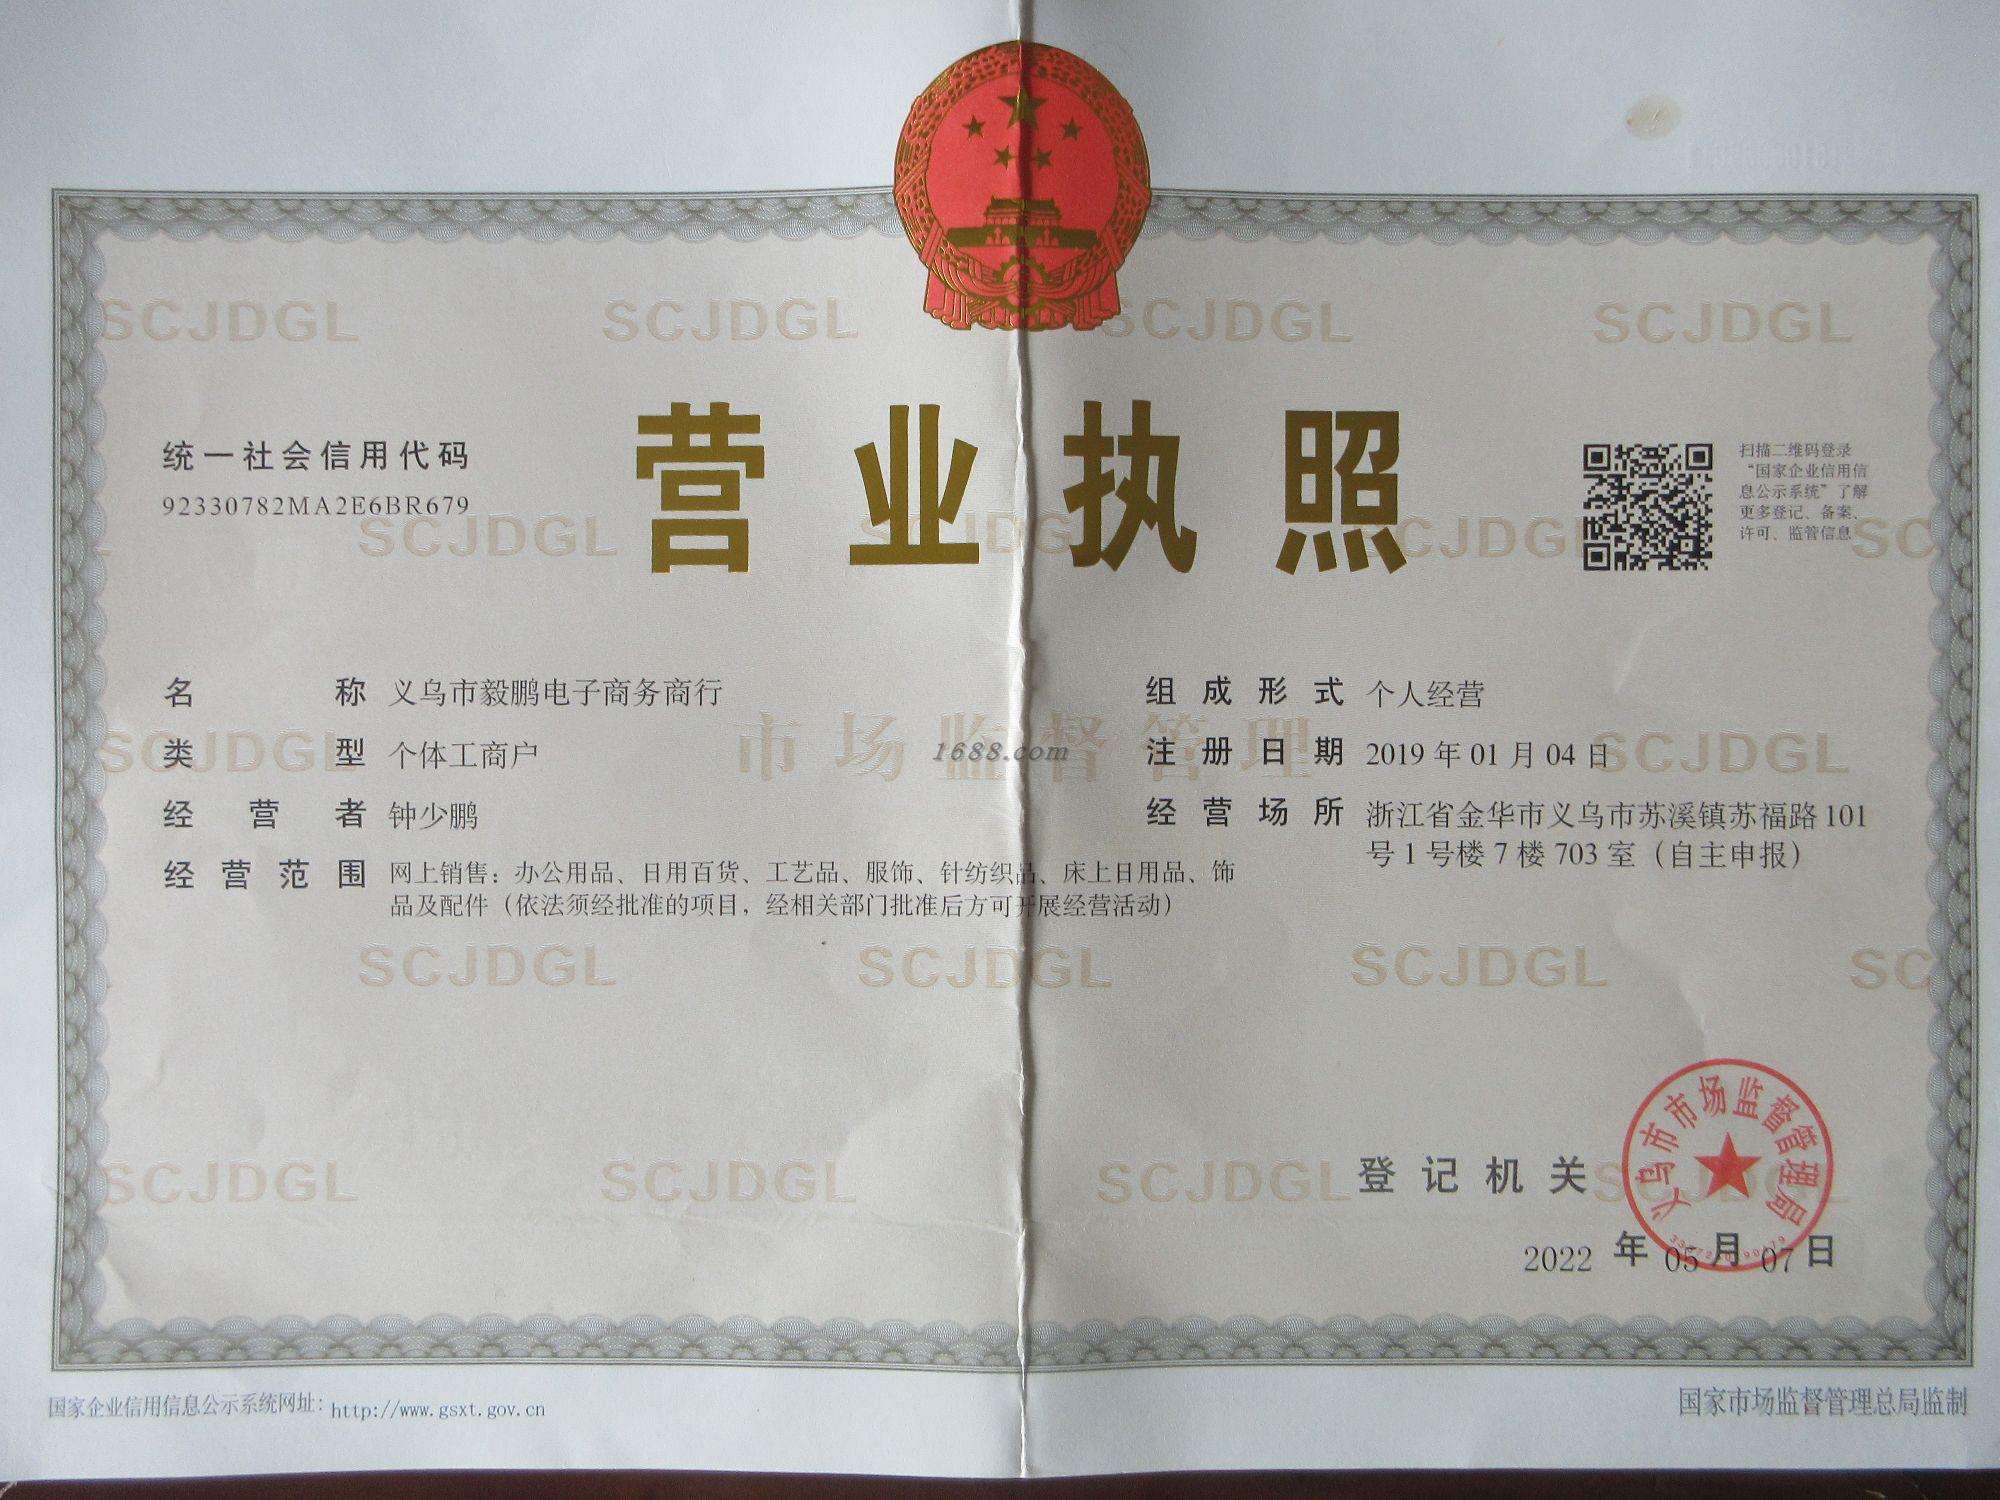 营业执照
统一社会信用代码
92330782MA2E6BR679
扫描二维码登录
“国家企业信用信
息公示系统”了解
更多登记、备案、
许可、监管信息
名称 义乌市毅鹏电子商务商行
类型 个体工商户
经营者 钟少鹏
经营范围 网上销售：办公用品、日用百货、工艺品、服饰、针纺织品、床上日用品、饰
品及配件（依法须经批准的项目，经相关部门批准后方可开展经营活动）
组成形式 个人经营
注册日期 2019年01月04日
经营场所 浙江省金华市义乌市苏溪镇苏福路101
号1号楼7楼703室（自主申报）
SCJDGL
市场监督管理
1688.com
登记机关
义乌市市场监督管理局
2022年05月07日
国家企业信用信息公示系统网址：http://www.gsxt.gov.cn
国家市场监督管理总局监制